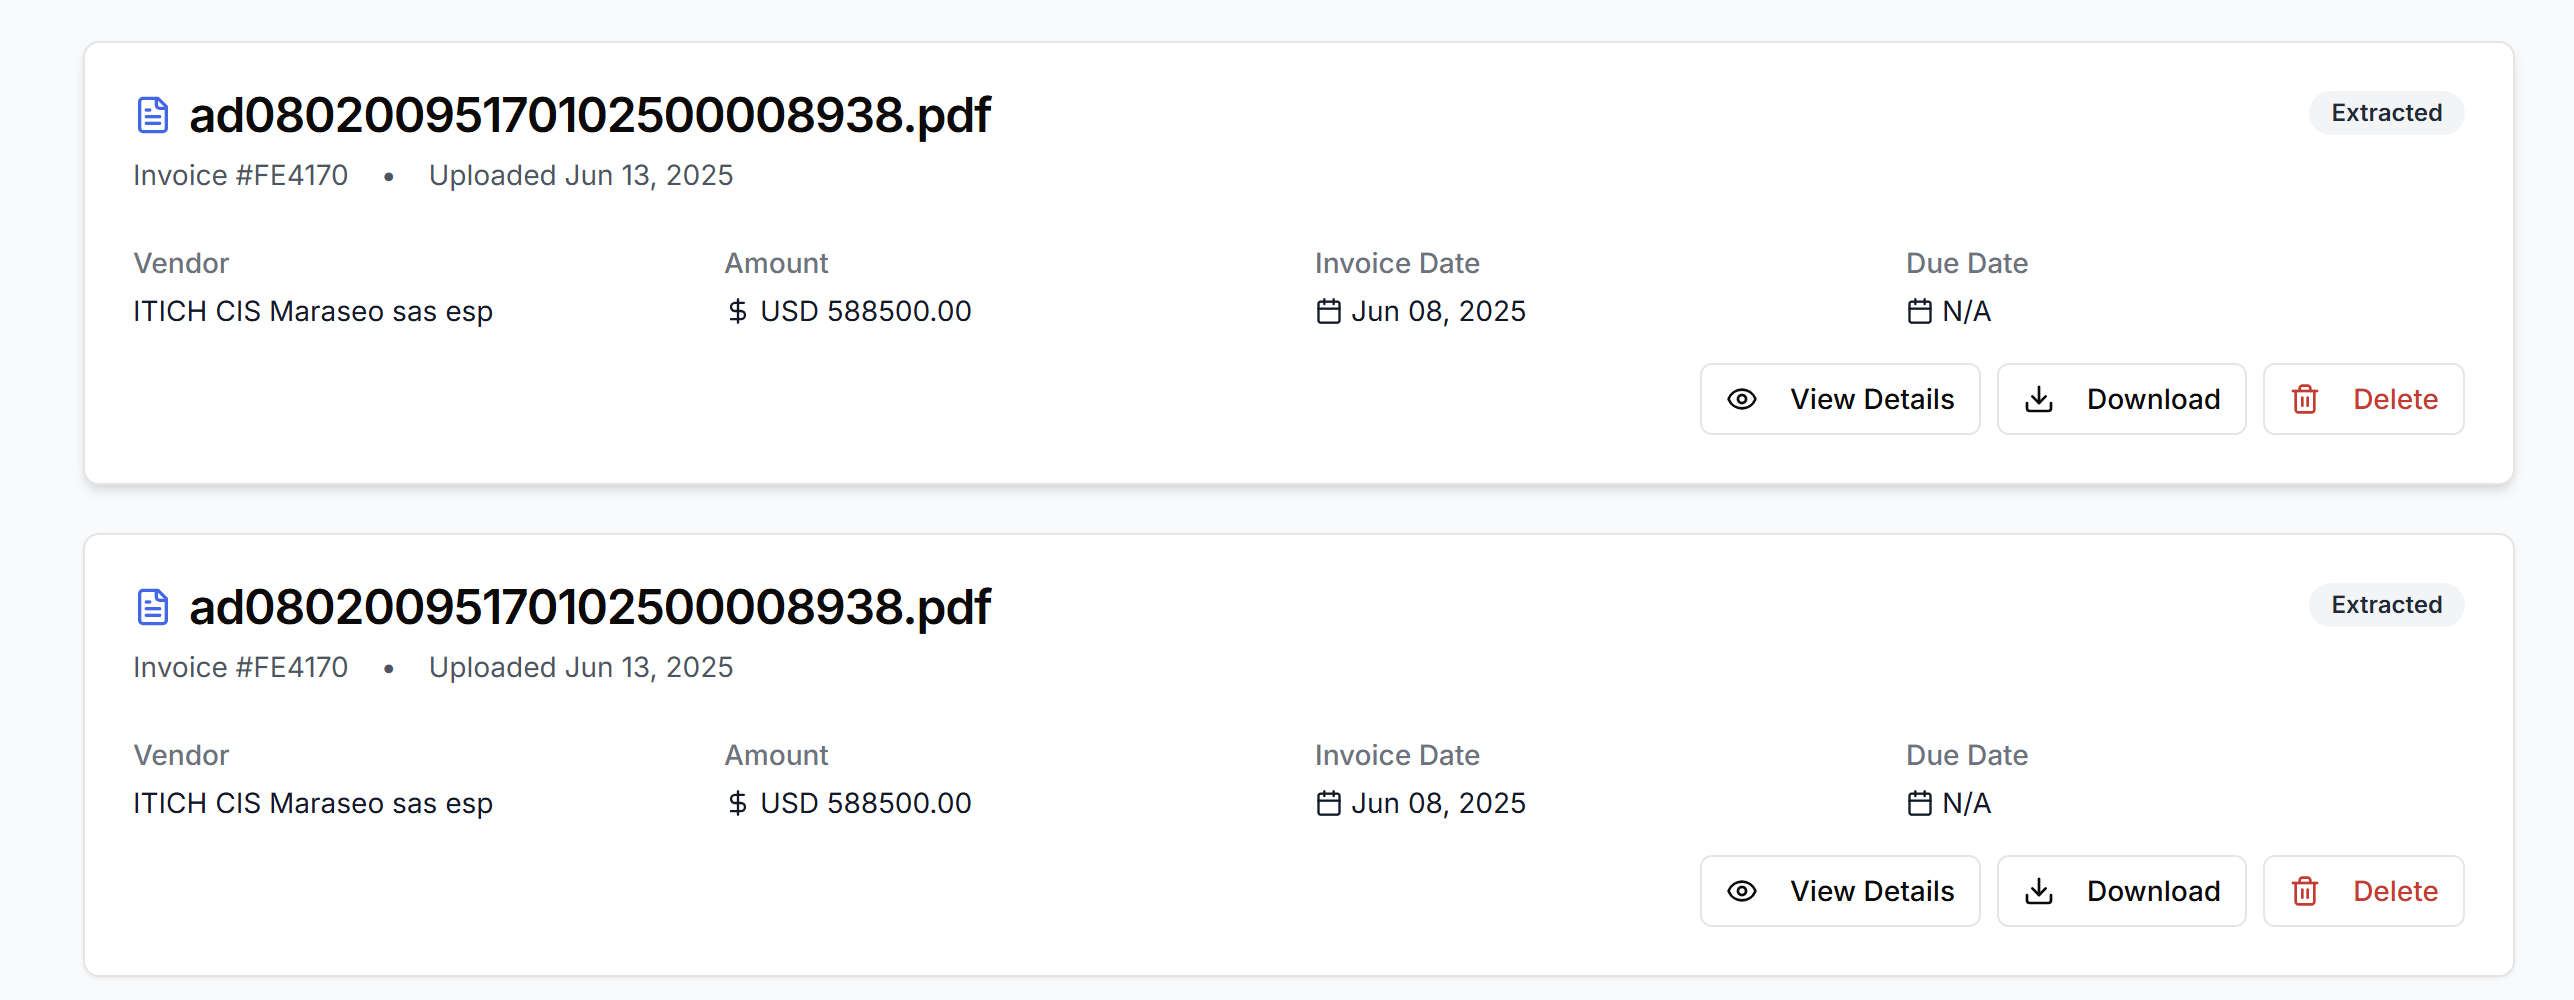 ad08020095170102500008938.pdf
Extracted
Invoice #FE4170 • Uploaded Jun 13, 2025
Vendor Amount Invoice Date Due Date
ITICH CIS Maraseo sas esp $ USD 588500.00 Jun 08, 2025 N/A
View Details Download Delete
ad08020095170102500008938.pdf
Extracted
Invoice #FE4170 • Uploaded Jun 13, 2025
Vendor Amount Invoice Date Due Date
ITICH CIS Maraseo sas esp $ USD 588500.00 Jun 08, 2025 N/A
View Details Download Delete